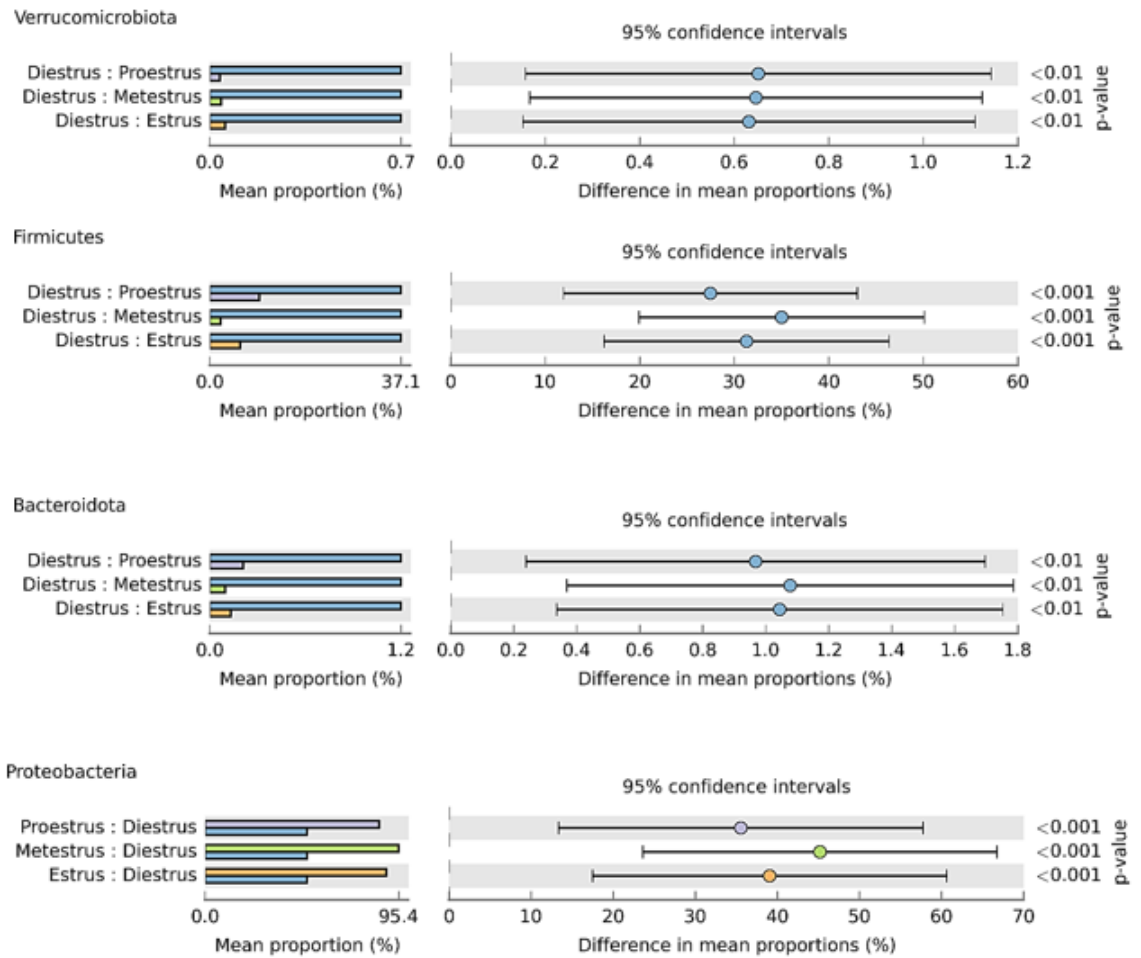 Verrucomicrobiota
95% confidence intervals
Diestrus : Proestrus <0.01
Diestrus : Metestrus <0.01
Diestrus : Estrus <0.01
p-value
0.0 0.7 0.0 0.2 0.4 0.6 0.8 1.0 1.2
Mean proportion (%) Difference in mean proportions (%)
Firmicutes
95% confidence intervals
Diestrus : Proestrus <0.001
Diestrus : Metestrus <0.001
Diestrus : Estrus <0.001
p-value
0.0 37.1 0 10 20 30 40 50 60
Mean proportion (%) Difference in mean proportions (%)
Bacteroidota
95% confidence intervals
Diestrus : Proestrus <0.01
Diestrus : Metestrus <0.01
Diestrus : Estrus <0.01
p-value
0.0 1.2 0.0 0.2 0.4 0.6 0.8 1.0 1.2 1.4 1.6 1.8
Mean proportion (%) Difference in mean proportions (%)
Proteobacteria
95% confidence intervals
Proestrus : Diestrus <0.001
Metestrus : Diestrus <0.001
Estrus : Diestrus <0.001
p-value
0.0 95.4 0 10 20 30 40 50 60 70
Mean proportion (%) Difference in mean proportions (%)